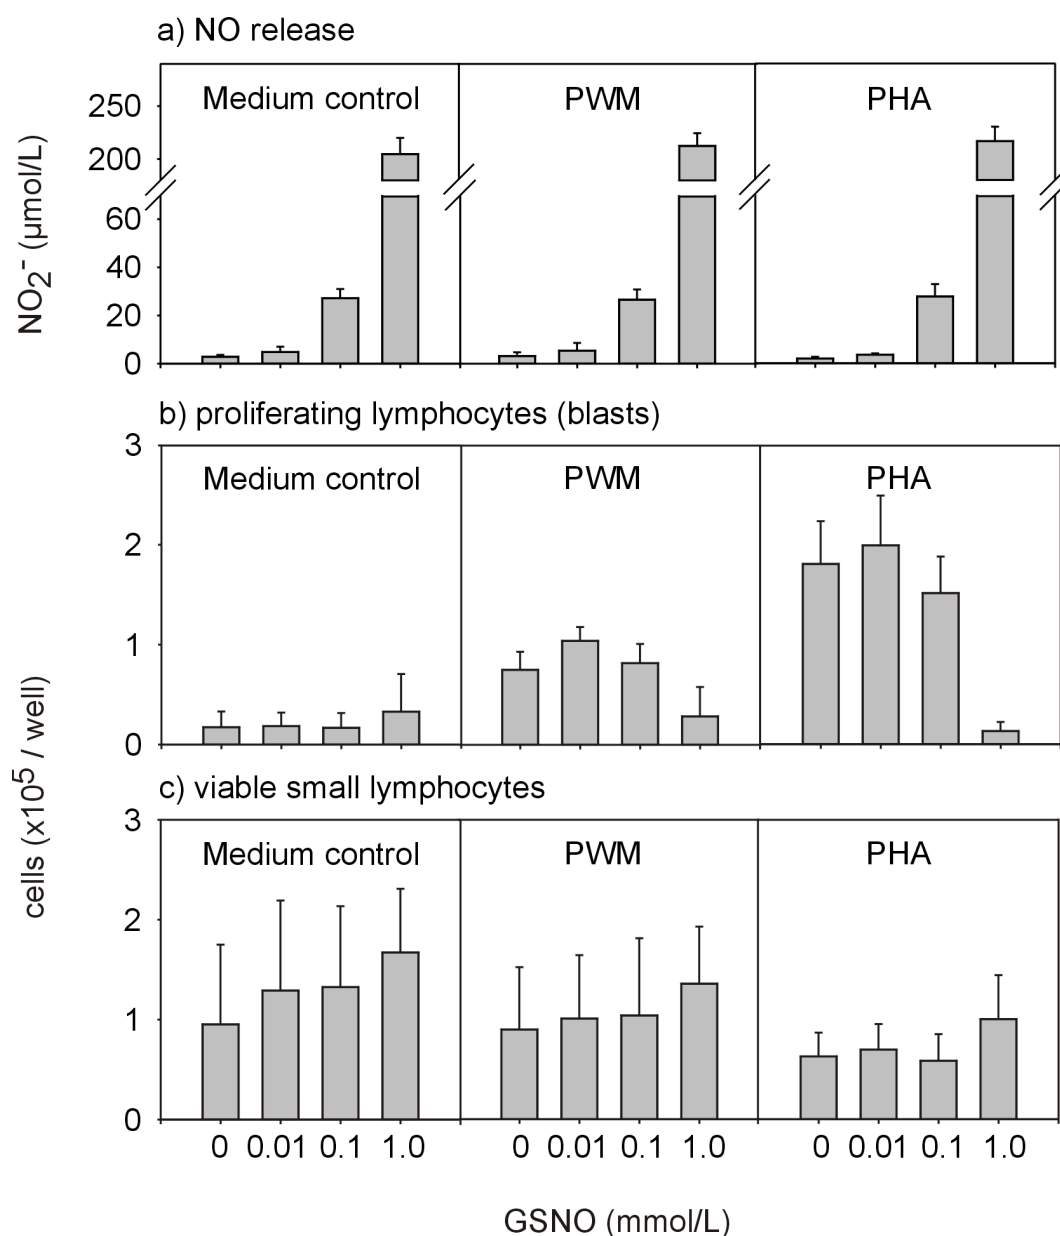 a) NO release
Medium control PWM PHA
250
200
60
40
20
0
NO₂⁻ (µmol/L)
b) proliferating lymphocytes (blasts)
3
Medium control PWM PHA
2
1
0
cells (x10⁵ / well)
c) viable small lymphocytes
3
Medium control PWM PHA
2
1
0
0 0.01 0.1 1.0 0 0.01 0.1 1.0 0 0.01 0.1 1.0
GSNO (mmol/L)